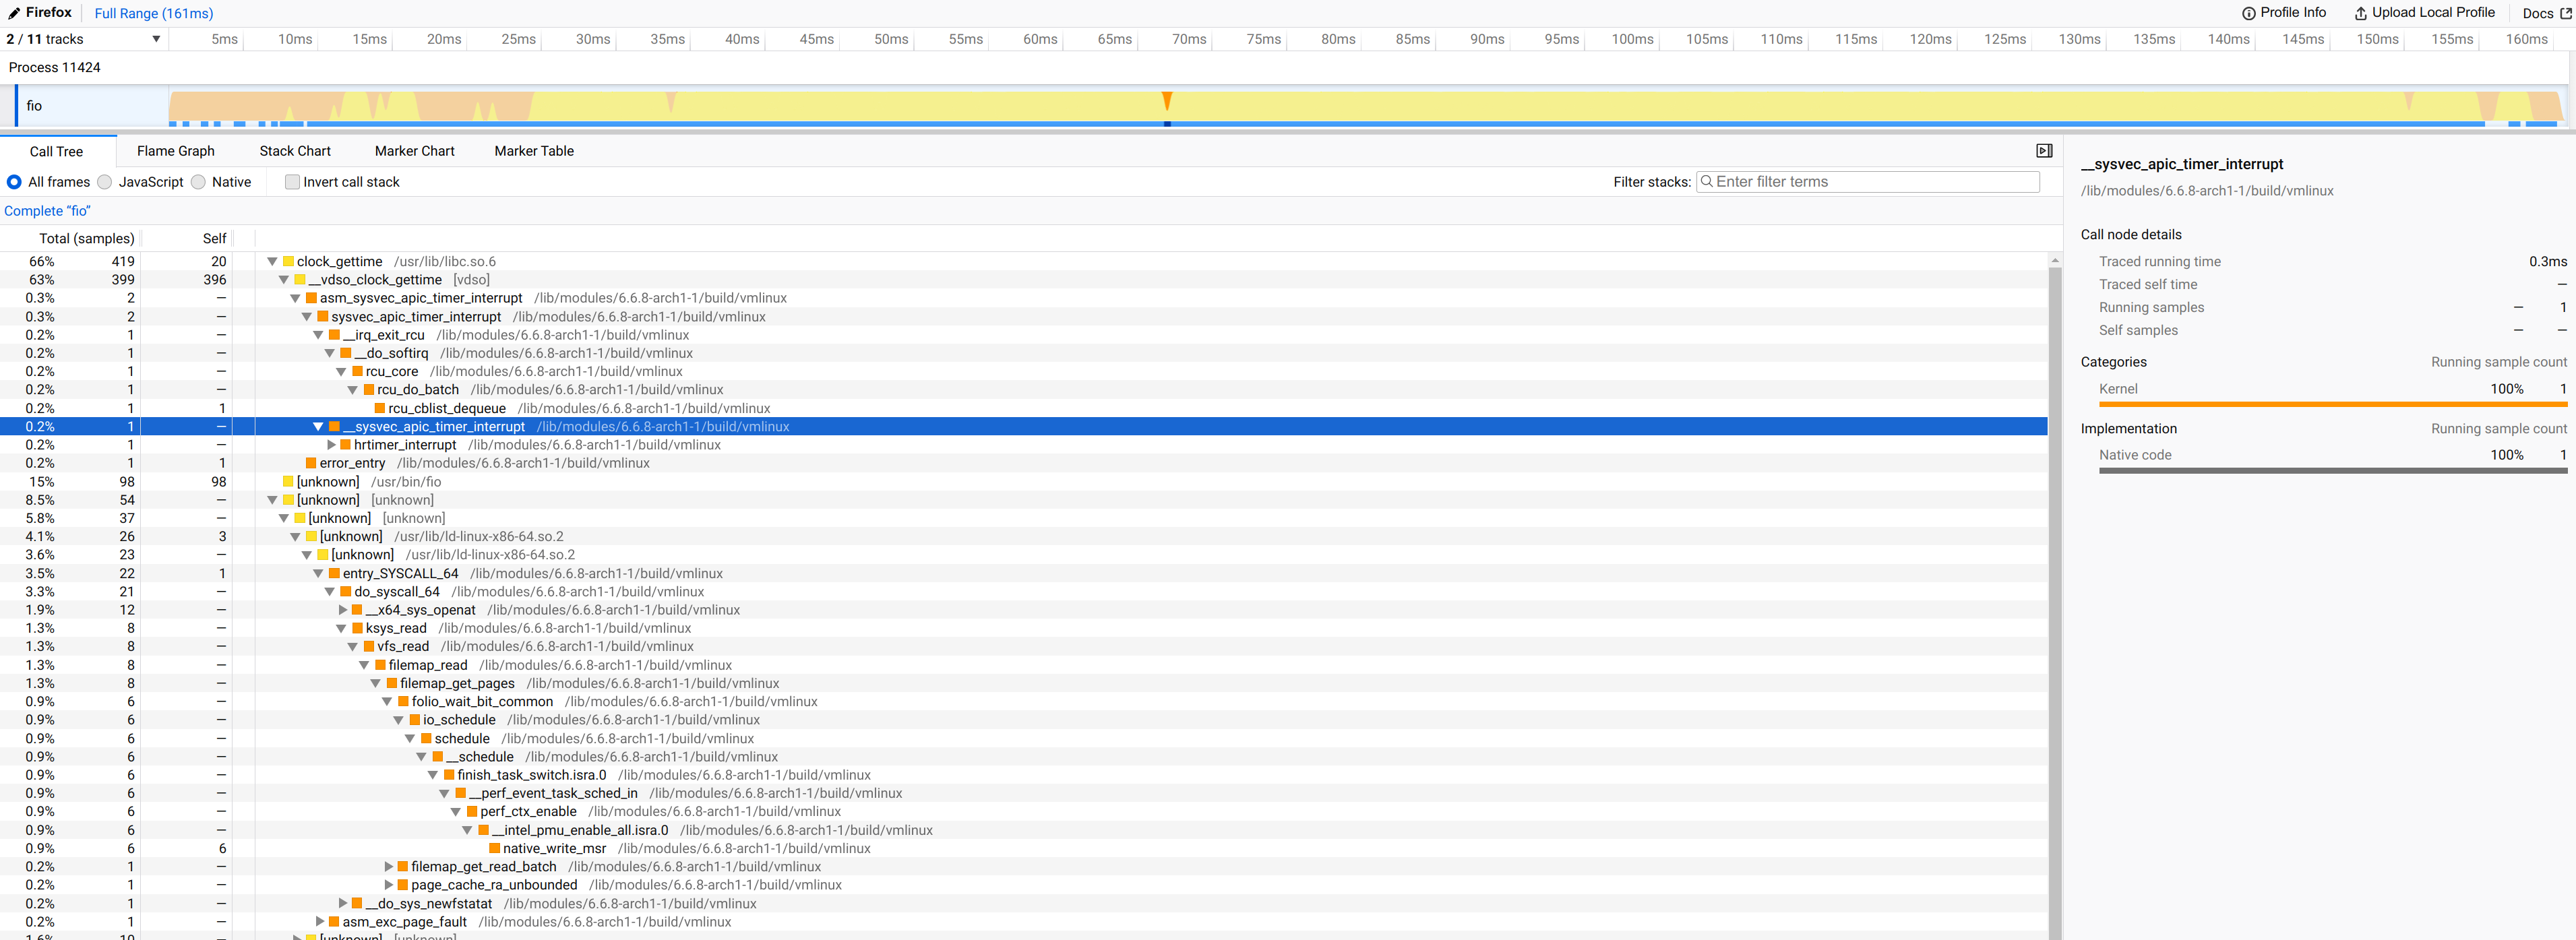 Firefox Full Range (161ms) Profile Info Upload Local Profile Docs
2 / 11 tracks 5ms 10ms 15ms 20ms 25ms 30ms 35ms 40ms 45ms 50ms 55ms 60ms 65ms 70ms 75ms 80ms 85ms 90ms 95ms 100ms 105ms 110ms 115ms 120ms 125ms 130ms 135ms 140ms 145ms 150ms 155ms 160ms
Process 11424
fio
Call Tree Flame Graph Stack Chart Marker Chart Marker Table
All frames JavaScript Native Invert call stack Filter stacks: Enter filter terms
Complete “fio”
Total (samples) Self
66% 419 20 clock_gettime /usr/lib/libc.so.6
63% 399 396 __vdso_clock_gettime [vdso]
0.3% 2 — asm_sysvec_apic_timer_interrupt /lib/modules/6.6.8-arch1-1/build/vmlinux
0.3% 2 — sysvec_apic_timer_interrupt /lib/modules/6.6.8-arch1-1/build/vmlinux
0.2% 1 — __irq_exit_rcu /lib/modules/6.6.8-arch1-1/build/vmlinux
0.2% 1 — __do_softirq /lib/modules/6.6.8-arch1-1/build/vmlinux
0.2% 1 — rcu_core /lib/modules/6.6.8-arch1-1/build/vmlinux
0.2% 1 — rcu_do_batch /lib/modules/6.6.8-arch1-1/build/vmlinux
0.2% 1 1 rcu_cblist_dequeue /lib/modules/6.6.8-arch1-1/build/vmlinux
0.2% 1 — __sysvec_apic_timer_interrupt /lib/modules/6.6.8-arch1-1/build/vmlinux
0.2% 1 — hrtimer_interrupt /lib/modules/6.6.8-arch1-1/build/vmlinux
0.2% 1 1 error_entry /lib/modules/6.6.8-arch1-1/build/vmlinux
15% 98 98 [unknown] /usr/bin/fio
8.5% 54 — [unknown] [unknown]
5.8% 37 — [unknown] [unknown]
4.1% 26 3 [unknown] /usr/lib/ld-linux-x86-64.so.2
3.6% 23 — [unknown] /usr/lib/ld-linux-x86-64.so.2
3.5% 22 1 entry_SYSCALL_64 /lib/modules/6.6.8-arch1-1/build/vmlinux
3.3% 21 — do_syscall_64 /lib/modules/6.6.8-arch1-1/build/vmlinux
1.9% 12 — __x64_sys_openat /lib/modules/6.6.8-arch1-1/build/vmlinux
1.3% 8 — ksys_read /lib/modules/6.6.8-arch1-1/build/vmlinux
1.3% 8 — vfs_read /lib/modules/6.6.8-arch1-1/build/vmlinux
1.3% 8 — filemap_read /lib/modules/6.6.8-arch1-1/build/vmlinux
1.3% 8 — filemap_get_pages /lib/modules/6.6.8-arch1-1/build/vmlinux
0.9% 6 — folio_wait_bit_common /lib/modules/6.6.8-arch1-1/build/vmlinux
0.9% 6 — io_schedule /lib/modules/6.6.8-arch1-1/build/vmlinux
0.9% 6 — schedule /lib/modules/6.6.8-arch1-1/build/vmlinux
0.9% 6 — __schedule /lib/modules/6.6.8-arch1-1/build/vmlinux
0.9% 6 — finish_task_switch.isra.0 /lib/modules/6.6.8-arch1-1/build/vmlinux
0.9% 6 — __perf_event_task_sched_in /lib/modules/6.6.8-arch1-1/build/vmlinux
0.9% 6 — perf_ctx_enable /lib/modules/6.6.8-arch1-1/build/vmlinux
0.9% 6 — __intel_pmu_enable_all.isra.0 /lib/modules/6.6.8-arch1-1/build/vmlinux
0.9% 6 6 native_write_msr /lib/modules/6.6.8-arch1-1/build/vmlinux
0.2% 1 — filemap_get_read_batch /lib/modules/6.6.8-arch1-1/build/vmlinux
0.2% 1 — page_cache_ra_unbounded /lib/modules/6.6.8-arch1-1/build/vmlinux
0.2% 1 — __do_sys_newfstatat /lib/modules/6.6.8-arch1-1/build/vmlinux
0.2% 1 — asm_exc_page_fault /lib/modules/6.6.8-arch1-1/build/vmlinux
1.6% 10 — [unknown] [unknown]
__sysvec_apic_timer_interrupt
/lib/modules/6.6.8-arch1-1/build/vmlinux
Call node details
Traced running time 0.3ms
Traced self time —
Running samples — 1
Self samples — —
Categories Running sample count
Kernel 100% 1
Implementation Running sample count
Native code 100% 1